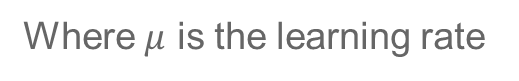 Where μ is the learning rate